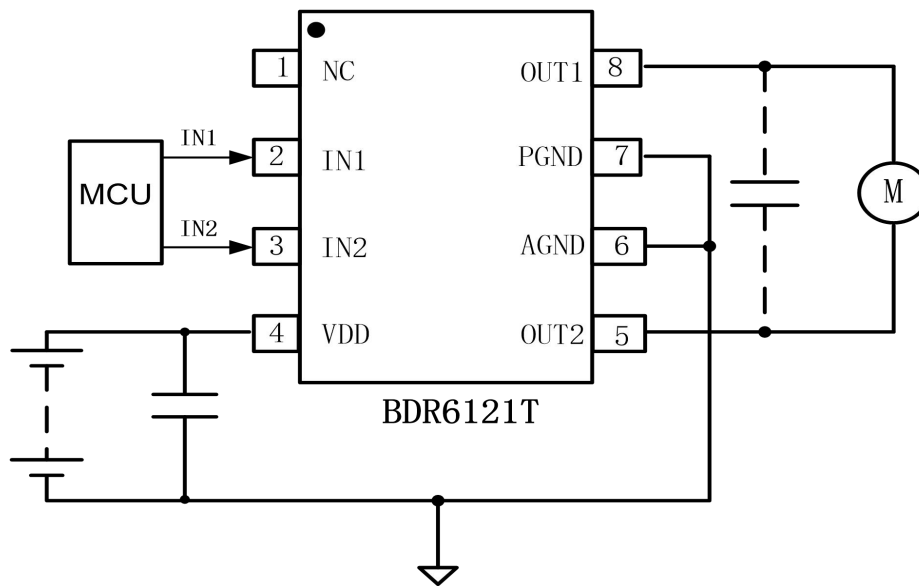 1 NC OUT1 8
IN1
2 IN1 PGND 7
MCU
M
IN2
3 IN2 AGND 6
4 VDD OUT2 5
BDR6121T